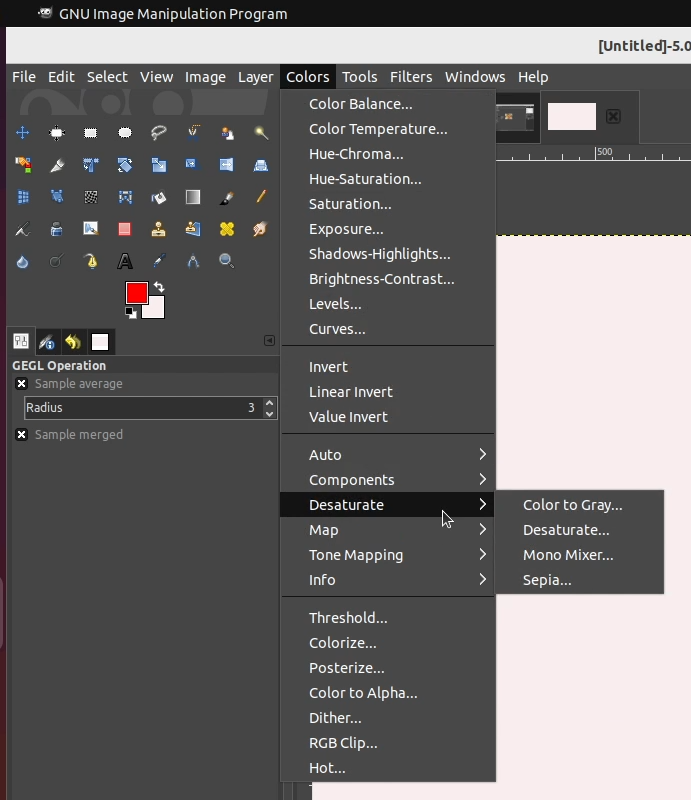 GNU Image Manipulation Program
[Untitled]-5.0
File Edit Select View Image Layer Colors Tools Filters Windows Help
Color Balance...
Color Temperature...
Hue-Chroma...
Hue-Saturation...
Saturation...
Exposure...
Shadows-Highlights...
Brightness-Contrast...
Levels...
Curves...
Invert
Linear Invert
Value Invert
Auto
Components
Desaturate
Map
Tone Mapping
Info
Threshold...
Colorize...
Posterize...
Color to Alpha...
Dither...
RGB Clip...
Hot...
Color to Gray...
Desaturate...
Mono Mixer...
Sepia...
500
GEGL Operation
Sample average
Radius 3
Sample merged